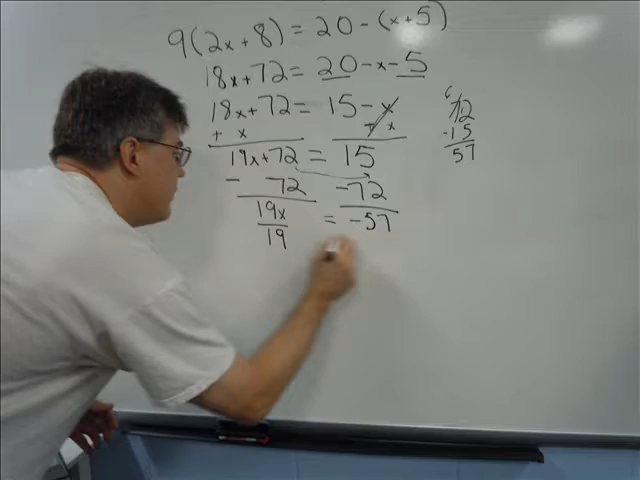 9(2x+8) = 20 - (x+5)
18x+72 = 20 - x - 5
18x+72 = 15 - x
+ x + x
19x+72 = 15
- 72 -72
19x = -57
19
6
72
-15
57